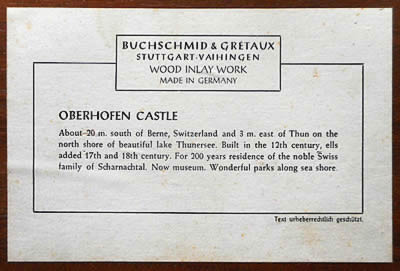 BUCHSCHMID & GRÉTAUX
STUTTGART-VAIHINGEN
WOOD INLAY WORK
MADE IN GERMANY
OBERHOFEN CASTLE
About 20 m. south of Berne, Switzerland and 3 m. east of Thun on the
north shore of beautiful lake Thunersee. Built in the 12th century, ells
added 17th and 18th century. For 200 years residence of the noble Swiss
family of Scharnachtal. Now museum. Wonderful parks along sea shore.
Text urheberrechtlich geschützt.